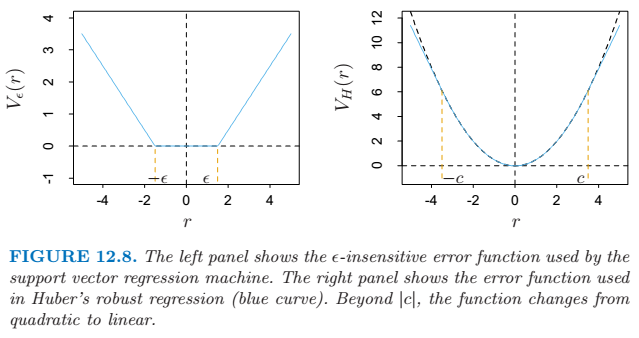 V_ϵ(r)
4
3
2
1
0
-1
−ϵ ϵ
-4 -2 0 2 4
r
V_H(r)
12
10
8
6
4
2
0
−c c
-4 -2 0 2 4
r
FIGURE 12.8. The left panel shows the ϵ-insensitive error function used by the
support vector regression machine. The right panel shows the error function used
in Huber's robust regression (blue curve). Beyond |c|, the function changes from
quadratic to linear.